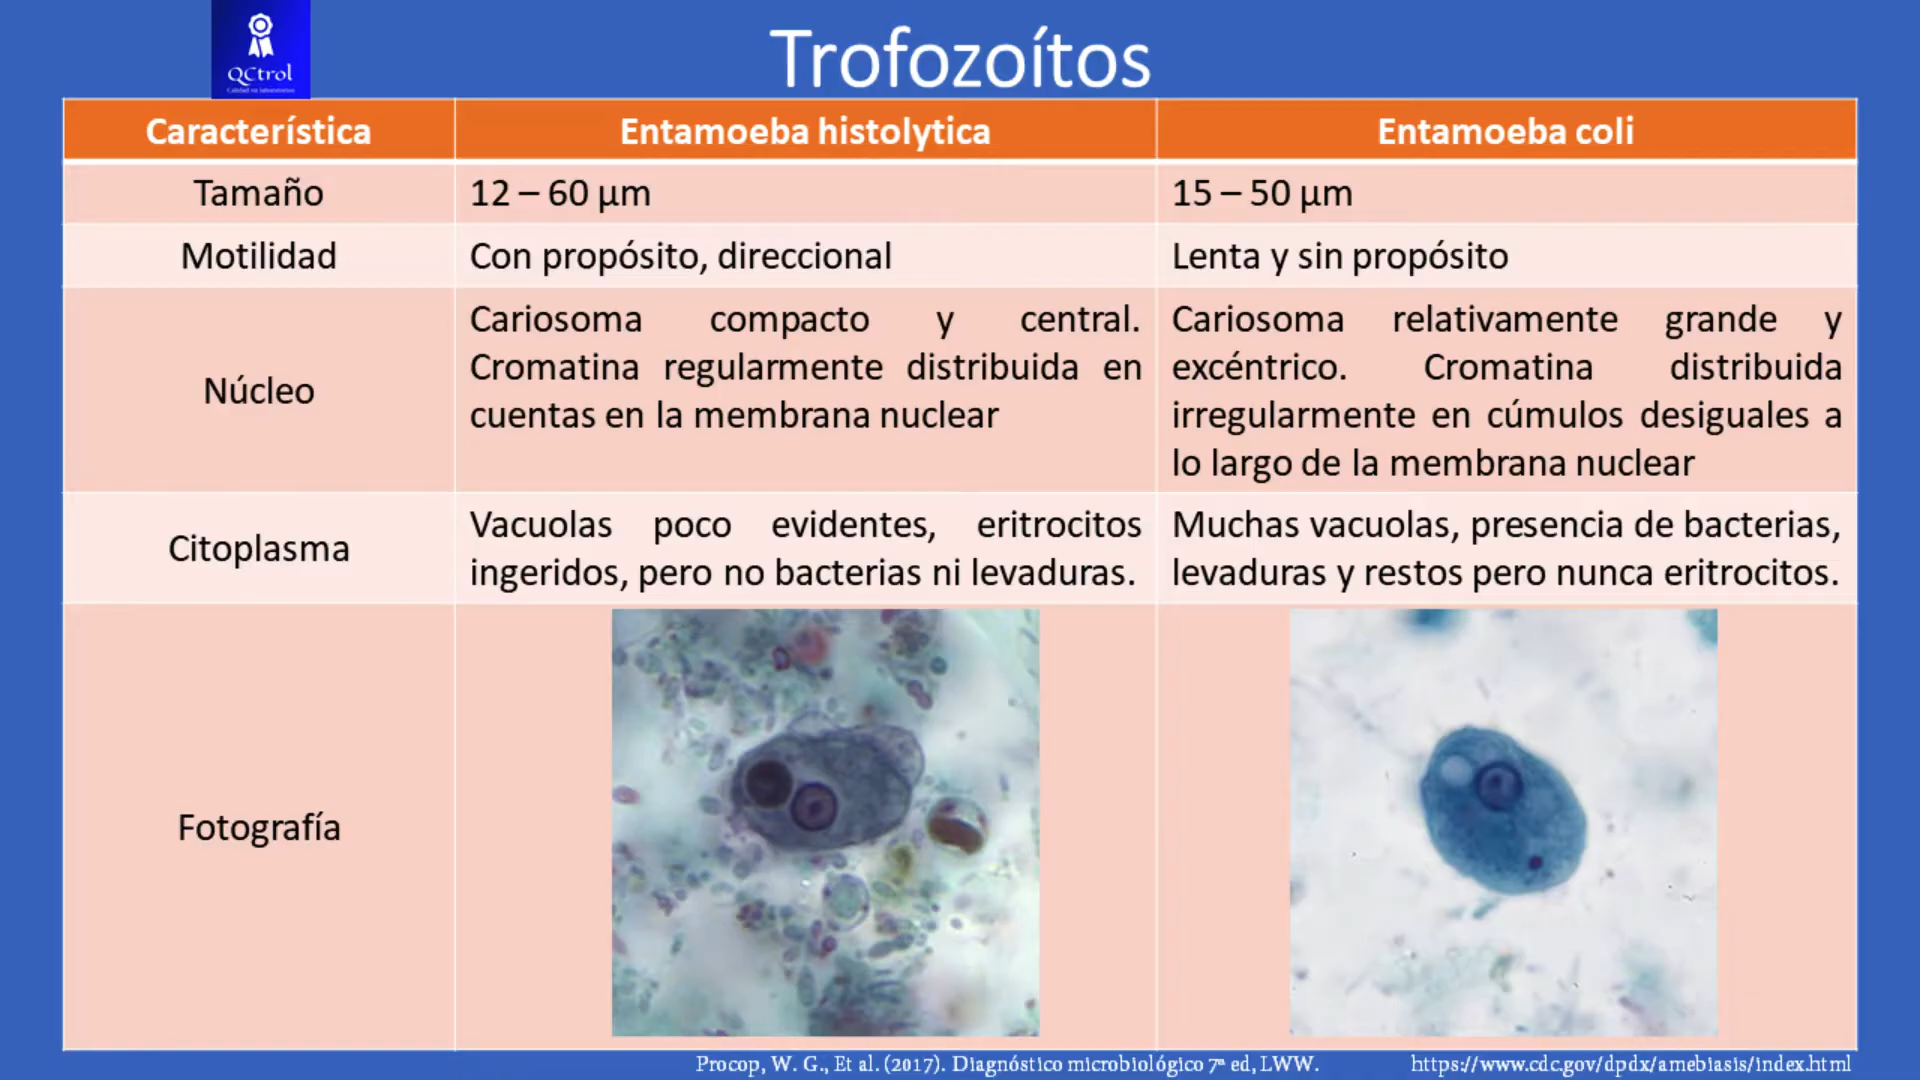 QCtrol
Calidad en laboratorios
Trofozoítos
Característica
Entamoeba histolytica
Entamoeba coli
Tamaño
12 – 60 µm
15 – 50 µm
Motilidad
Con propósito, direccional
Lenta y sin propósito
Núcleo
Cariosoma compacto y central.
Cromatina regularmente distribuida en
cuentas en la membrana nuclear
Cariosoma relativamente grande y
excéntrico. Cromatina distribuida
irregularmente en cúmulos desiguales a
lo largo de la membrana nuclear
Citoplasma
Vacuolas poco evidentes, eritrocitos
ingeridos, pero no bacterias ni levaduras.
Muchas vacuolas, presencia de bacterias,
levaduras y restos pero nunca eritrocitos.
Fotografía
Procop, W. G., Et al. (2017). Diagnóstico microbiológico 7ª ed, LWW.
https://www.cdc.gov/dpdx/amebiasis/index.html